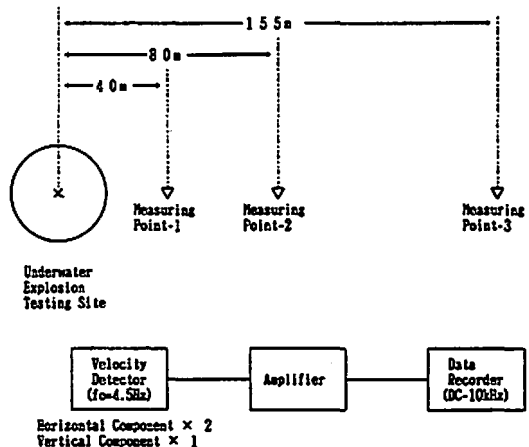 155m
80m
40m
×
Measuring
Point-1
Measuring
Point-2
Measuring
Point-3
Underwater
Explosion
Testing Site
Velocity
Detector
(fo=4.5Hz)
Amplifier
Data
Recorder
(DC-10kHz)
Horizontal Component × 2
Vertical Component × 1